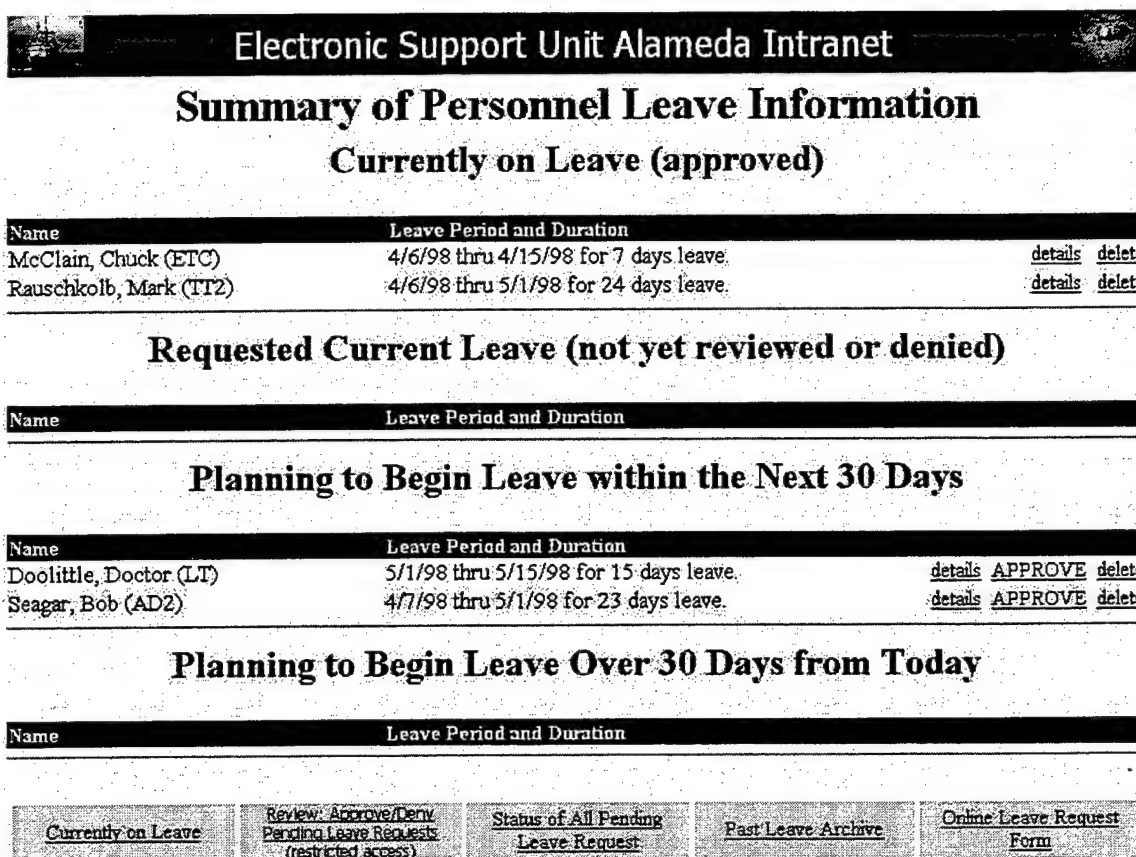 Electronic Support Unit Alameda Intranet
Summary of Personnel Leave Information
Currently on Leave (approved)
Name Leave Period and Duration
McClain, Chuck (ETC) 4/6/98 thru 4/15/98 for 7 days leave. details delet
Rauschkolb, Mark (TT2) 4/6/98 thru 5/1/98 for 24 days leave. details delet
Requested Current Leave (not yet reviewed or denied)
Name Leave Period and Duration
Planning to Begin Leave within the Next 30 Days
Name Leave Period and Duration
Doolittle, Doctor (LT) 5/1/98 thru 5/15/98 for 15 days leave. details APPROVE delet
Seagar, Bob (AD2) 4/7/98 thru 5/1/98 for 23 days leave. details APPROVE delet
Planning to Begin Leave Over 30 Days from Today
Name Leave Period and Duration
Currently on Leave
Review: Approve/Deny
Pending Leave Requests
(restricted access)
Status of All Pending
Leave Request
Past Leave Archive
Online Leave Request
Form